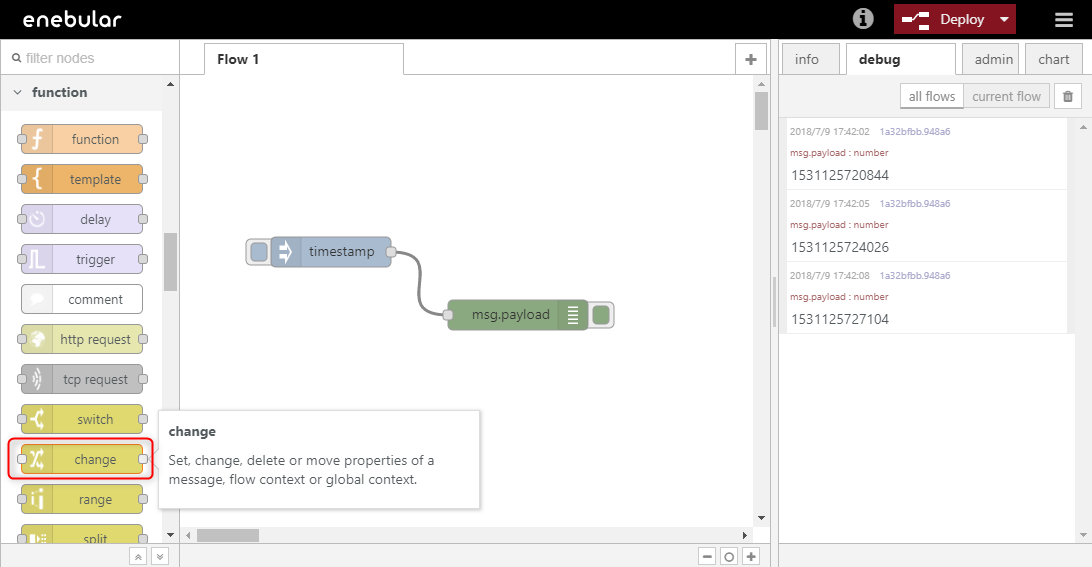 enebular
Deploy
filter nodes
function
function
template
delay
trigger
comment
http request
tcp request
switch
change
range
split
Flow 1
timestamp
msg.payload
change
Set, change, delete or move properties of a
message, flow context or global context.
info
debug
admin
chart
all flows
current flow
2018/7/9 17:42:02 1a32bfbb.948a6
msg.payload : number
1531125720844
2018/7/9 17:42:05 1a32bfbb.948a6
msg.payload : number
1531125724026
2018/7/9 17:42:08 1a32bfbb.948a6
msg.payload : number
1531125727104